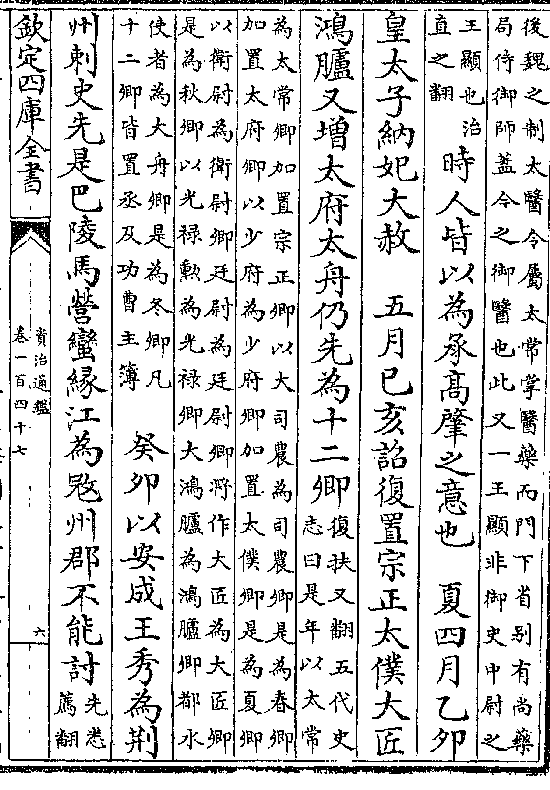 後魏之制太醫令屬太常掌醫藥而門下省别有尚藥
局侍御師蓋今之御醫也此又一王顯非御史中尉之
王顯也治
直之翻
時人皆以為承髙肇之意也　夏四月乙卯
皇太子納妃大赦　五月已亥詔復置宗正太僕大匠
鴻臚又增太府太舟仍先為十二卿
復扶又翻五代史
志曰是年以太常
為太常卿加置宗正卿以大司農為司農卿是為春卿
加置太府卿以少府為少府卿加置太僕卿是為夏卿
以衛尉為衛尉卿廷尉為廷尉卿將作大匠為大匠卿
是為秋卿以光禄勲為光禄卿大鴻臚為鴻臚卿都水
使者為大舟卿是為冬卿凡
十二卿皆置丞及功曹主簿
癸卯以安成王秀為荆
州刺史先是巴陵馬營蠻緣江為㓂州郡不能討
先悉
薦翻
欽定四庫全書
資治通鑑
卷一百四十七
六